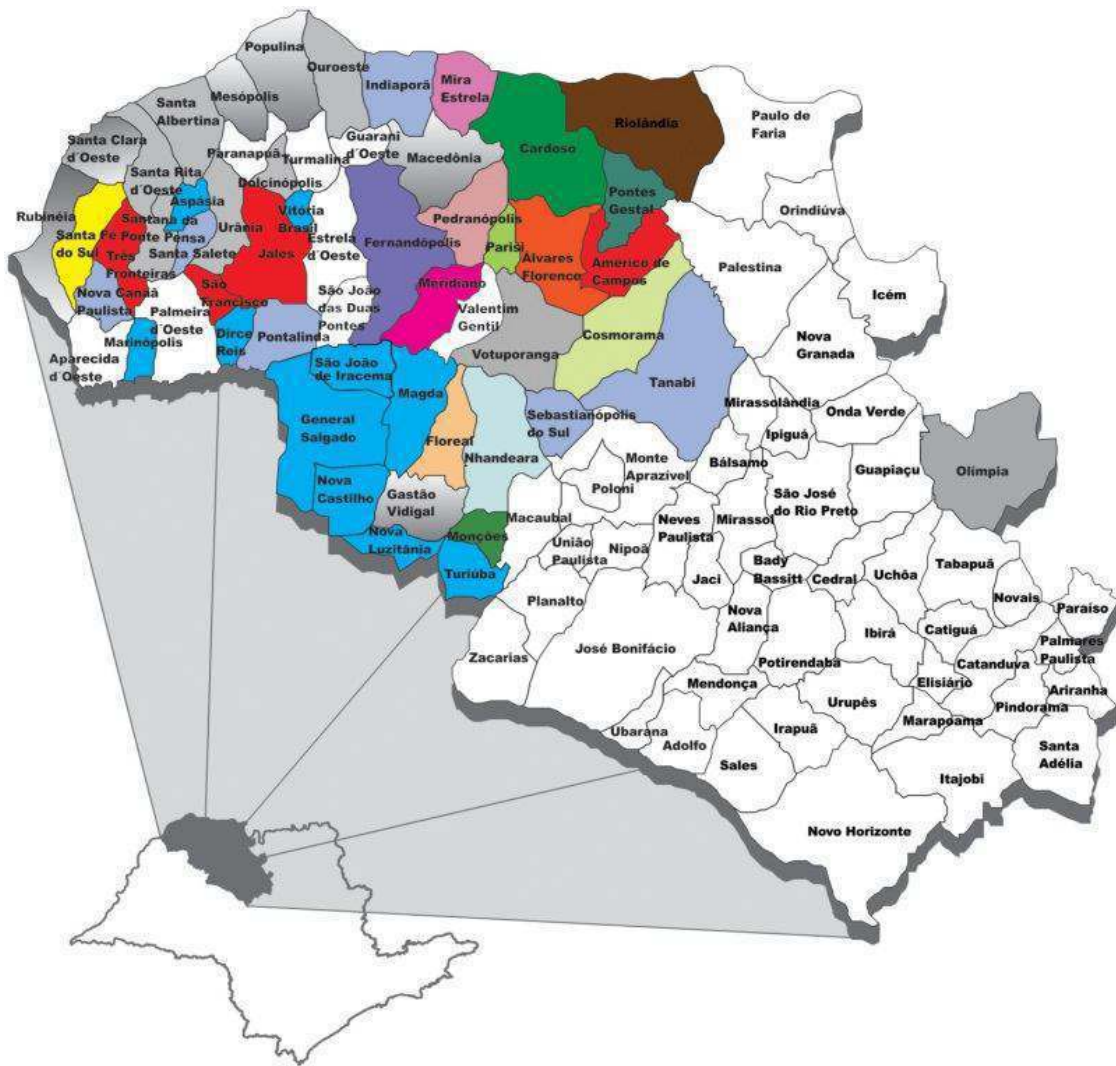 Populina
Ouroeste
Indiaporã
Mira
Estrela
Mesópolis
Santa
Albertina
Riolândia
Paulo de
Faria
Santa Clara
d´Oeste
Paranapuã
Turmalina
Guarani
d´Oeste
Macedônia
Cardoso
Santa Rita
d´Oeste
Dolcinópolis
Aspásia
Pontes
Gestal
Orindiúva
Rubinéia
Santa Fé
do Sul
Santana da
Ponte Pensa
Urânia
Vitória
Brasil
Pedranópolis
Três
Fronteiras
Santa Salete
Jales
Estrela
d´Oeste
Fernandópolis
Parisi
Álvares
Florenco
Américo de
Campos
Palestina
Icém
Nova Canaã
Paulista
São
Francisco
São João
das Duas
Pontes
Meridiano
Valentim
Gentil
Cosmorama
Palmeira
d´Oeste
Marinópolis
Dirce
Reis
Pontalinda
Votuporanga
Nova
Granada
Aparecida
d´Oeste
São João
de Iracema
Magda
Tanabi
Mirassolândia
Onda Verde
General
Salgado
Floreal
Sebastianópolis
do Sul
Ipiguá
Nhandeara
Monte
Aprazível
Bálsamo
Guapiaçu
Olímpia
Nova
Castilho
Gastão
Vidigal
Poloni
São José
do Rio Preto
Macaubal
Neves
Paulista
Mirassol
Nova
Luzitânia
Monções
União
Paulista
Nipoã
Turiúba
Jaci
Bady
Bassitt
Cedral
Uchôa
Tabapuã
Novais
Paraíso
Planalto
Nova
Aliança
Ibirá
Catiguá
Palmares
Paulista
Zacarias
José Bonifácio
Potirendaba
Catanduva
Elisiário
Ariranha
Mendonça
Urupês
Pindorama
Marapoama
Ubarana
Adolfo
Irapuã
Sales
Santa
Adélia
Itajobi
Novo Horizonte